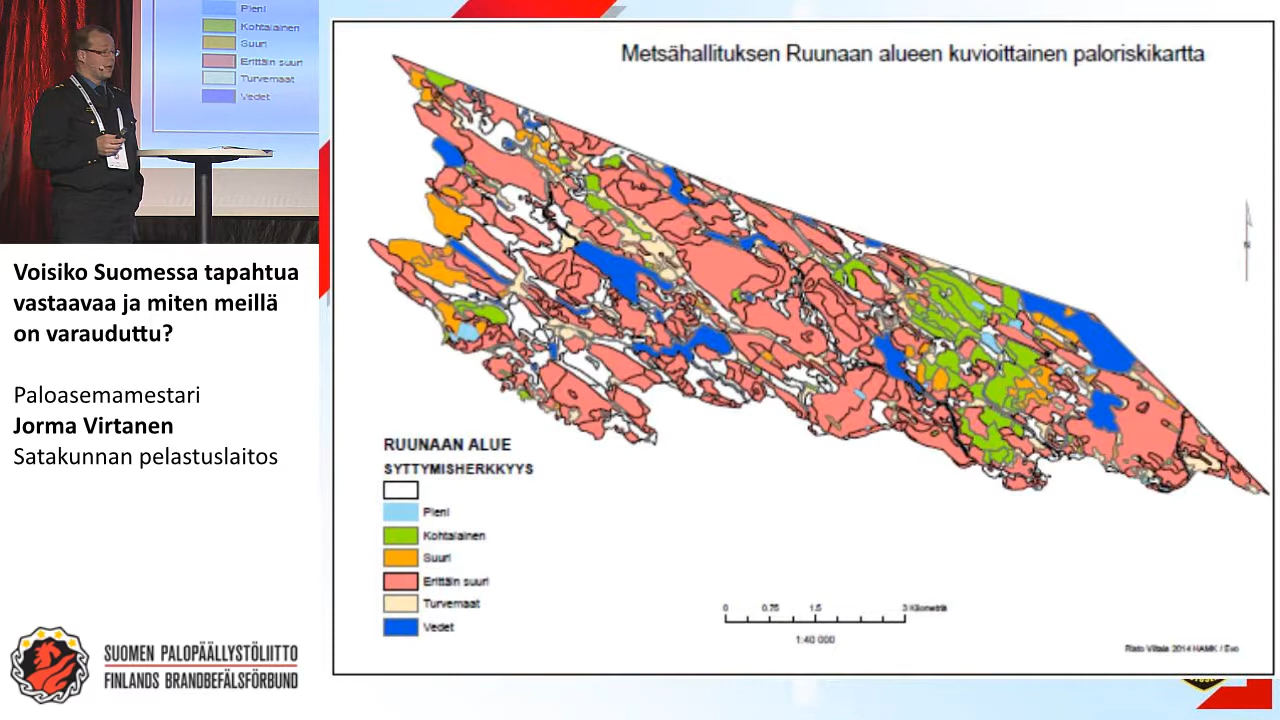 Pieni
Kohtalainen
Suuri
Erittäin suuri
Turvemaat
Vedet
Voisiko Suomessa tapahtua
vastaavaa ja miten meillä
on varauduttu?
Paloasemamestari
Jorma Virtanen
Satakunnan pelastuslaitos
SUOMEN PALOPÄÄLLYSTÖLIITTO
FINLANDS BRANDBEFÄLSFÖRBUND
Metsähallituksen Ruunaan alueen kuvioittainen paloriskikartta
N
RUUNAAN ALUE
SYTTYMISHERKKYYS
Pieni
Kohtalainen
Suuri
Erittäin suuri
Turvemaat
Vedet
0 0.75 1.5 3 Kilometriä
1:40 000
Risto Viitala 2014 HAMK / Evo